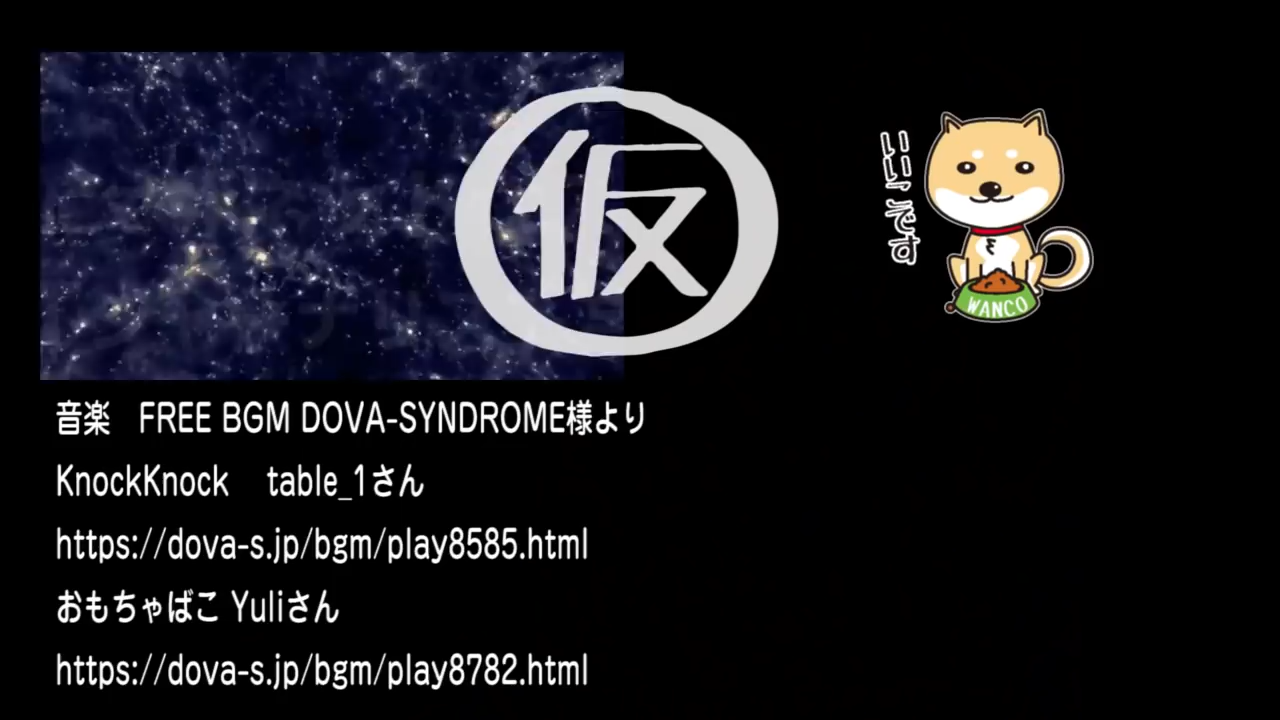 仮
いいこです
WANCO
音楽　FREE BGM DOVA-SYNDROME様より
KnockKnock　table_1さん
https://dova-s.jp/bgm/play8585.html
おもちゃばこ Yuliさん
https://dova-s.jp/bgm/play8782.html